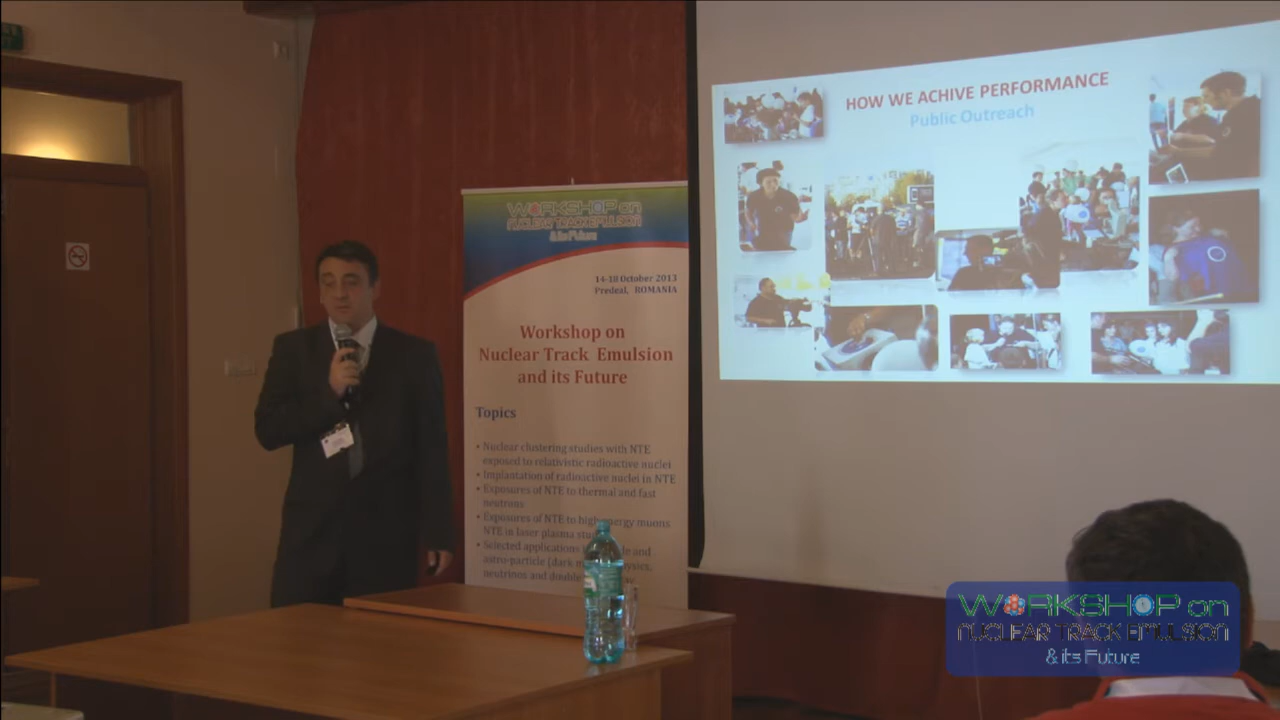 HOW WE ACHIVE PERFORMANCE
Public Outreach
WORKSHOP on
NUCLEAR TRACK EMULSION
& its Future
14-18 October 2013
Predeal, ROMANIA
Workshop on
Nuclear Track Emulsion
and its Future
Topics
• Nuclear clustering studies with NTE
exposed to relativistic radioactive nuclei
• Implantation of radioactive nuclei in NTE
• Exposures of NTE to thermal and fast
neutrons
• Exposures of NTE to high energy muons
NTE in laser plasma
• Selected applications and
astro-particle (dark
neutrinos and double
WORKSHOP on
NUCLEAR TRACK EMULSION
& its Future